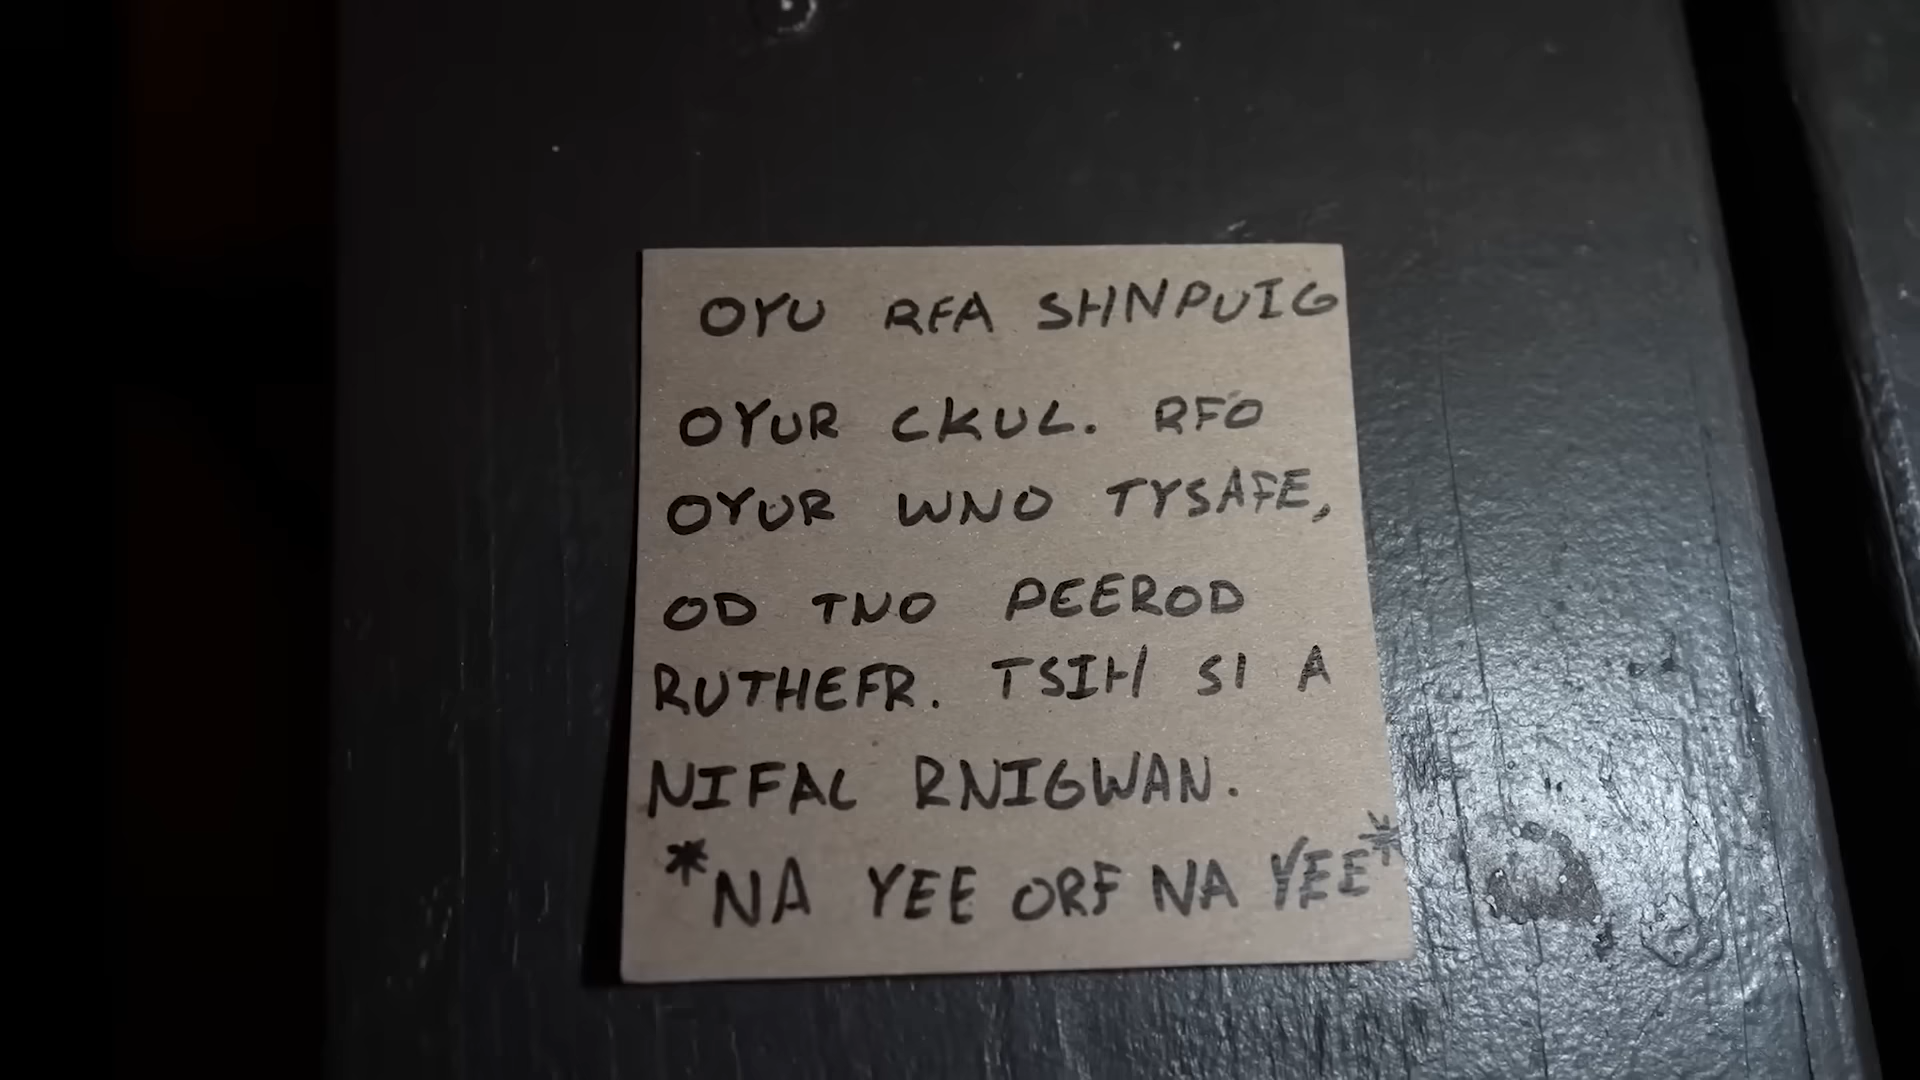 OYU RFA SHNPUIG
OYUR CKUL. RFO
OYUR WNO TYSAFE,
OD TNO PEEROD
RUTHEFR. TSIH SI A
NIFAL RNIGWAN.
*NA YEE ORF NA YEE*